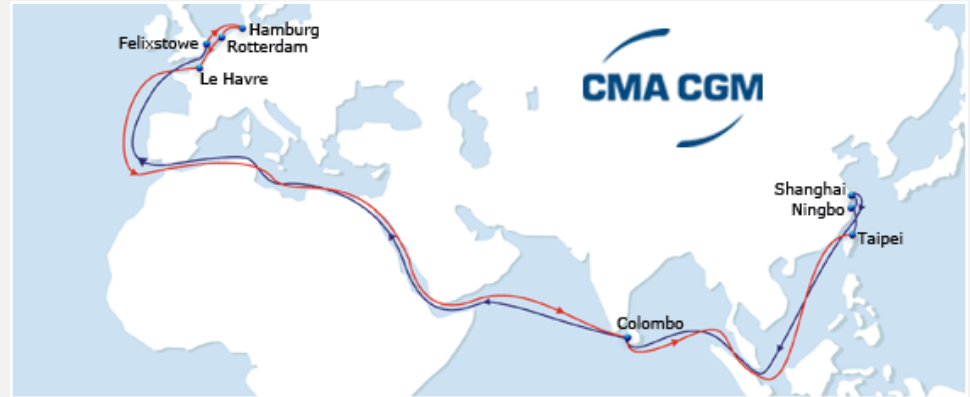 Hamburg
Felixstowe
Rotterdam
Le Havre
CMA CGM
Shanghai
Ningbo
Taipei
Colombo